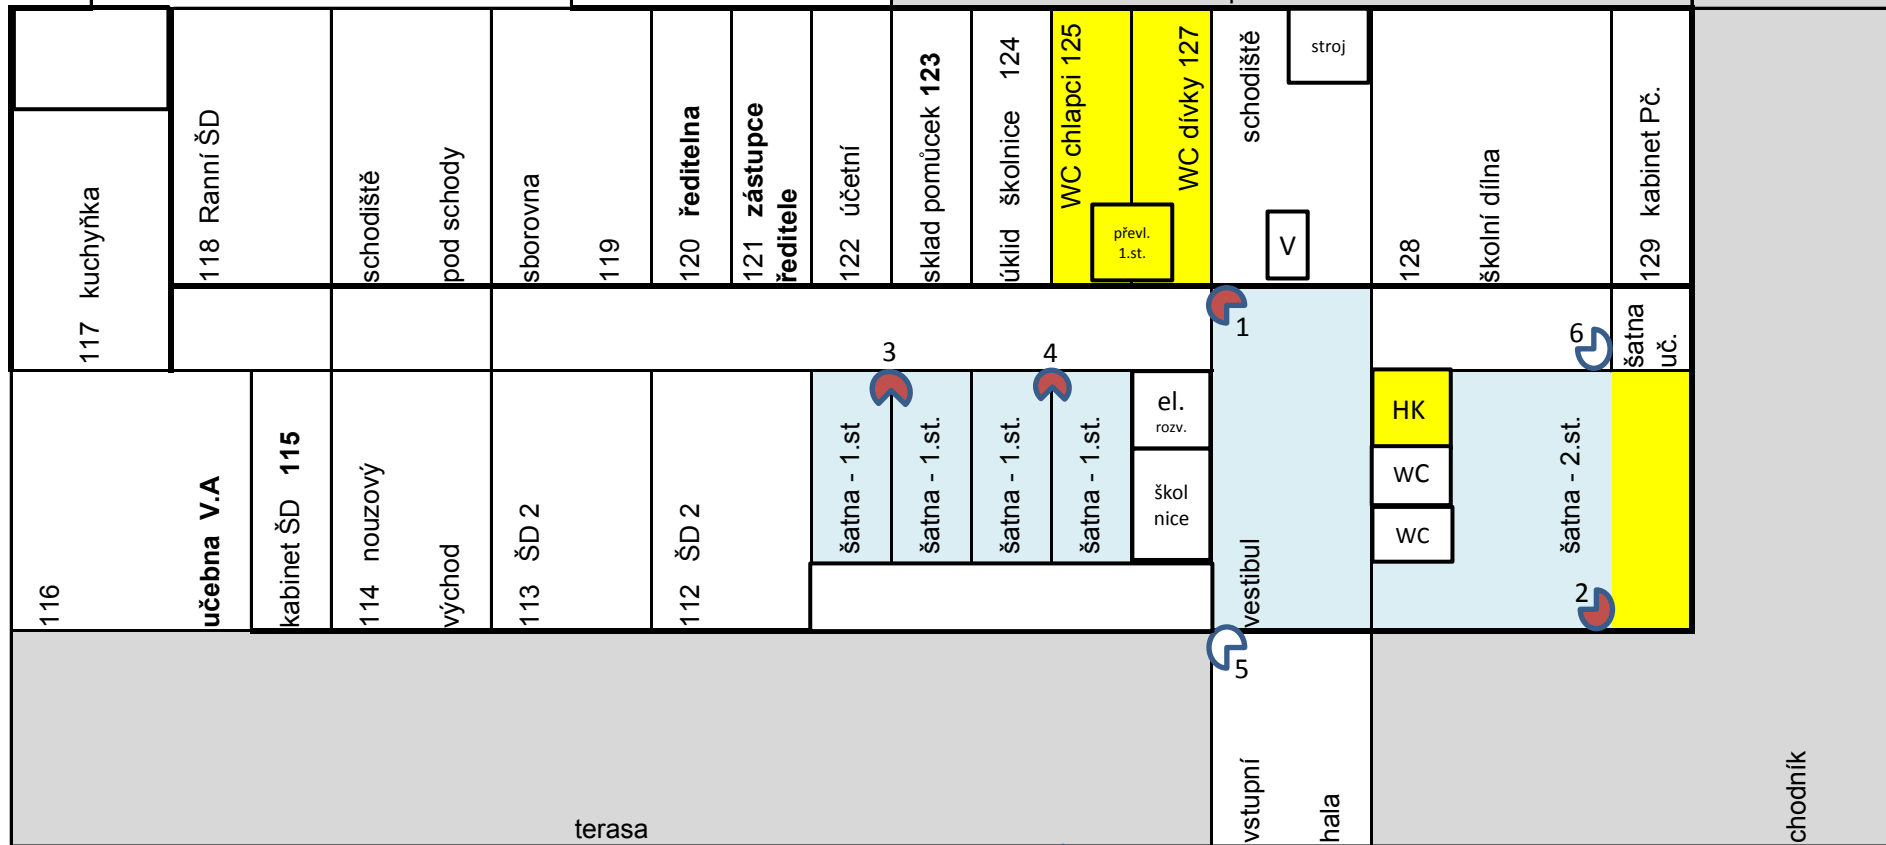 117 kuchyňka
118 Ranní ŠD
schodiště
pod schody
sborovna
119
120 ředitelna
121 zástupce
ředitele
122 účetní
sklad pomůcek 123
úklid školnice 124
WC chlapci 125
WC dívky 127
převl.
1.st.
schodiště
stroj
V
128
školní dílna
129 kabinet Pč.
1
3
4
6
šatna
uč.
116
učebna V.A
kabinet ŠD 115
114 nouzový
východ
113 ŠD 2
112 ŠD 2
šatna - 1.st
šatna - 1.st.
šatna - 1.st.
šatna - 1.st.
el.
rozv.
škol
nice
vestibul
HK
WC
WC
šatna - 2.st.
2
5
vstupní
hala
terasa
chodník